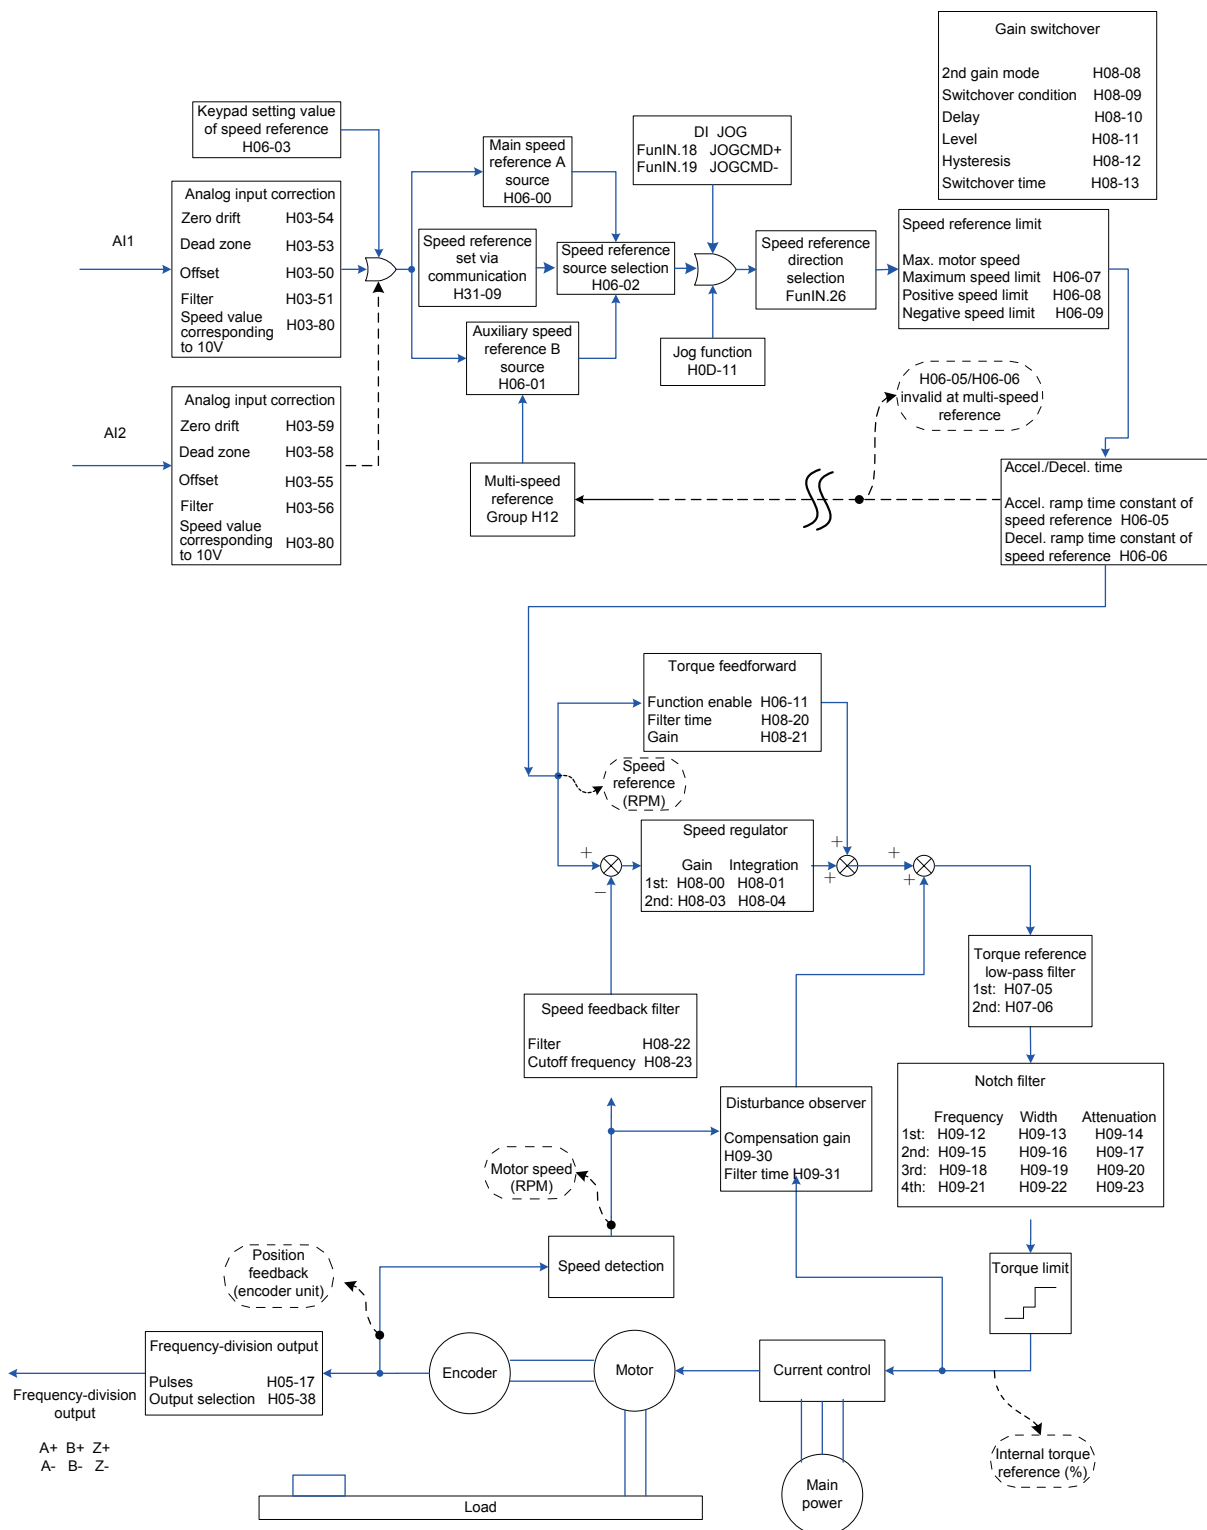 Gain switchover
2nd gain mode H08-08
Switchover condition H08-09
Delay H08-10
Level H08-11
Hysteresis H08-12
Switchover time H08-13
Keypad setting value
of speed reference
H06-03
Main speed
reference A
source
H06-00
DI JOG
FunIN.18 JOGCMD+
FunIN.19 JOGCMD-
AI1
Analog input correction
Zero drift H03-54
Dead zone H03-53
Offset H03-50
Filter H03-51
Speed value
corresponding
to 10V
H03-80
Speed reference
set via
communication
H31-09
Speed reference
source selection
H06-02
Speed reference
direction
selection
FunIN.26
Speed reference limit
Max. motor speed
Maximum speed limit H06-07
Positive speed limit H06-08
Negative speed limit H06-09
Auxiliary speed
reference B
source
H06-01
Jog function
H0D-11
H06-05/H06-06
invalid at multi-speed
reference
AI2
Analog input correction
Zero drift H03-59
Dead zone H03-58
Offset H03-55
Filter H03-56
Speed value
corresponding
to 10V
H03-80
Multi-speed
reference
Group H12
Accel./Decel. time
Accel. ramp time constant of
speed reference H06-05
Decel. ramp time constant of
speed reference H06-06
Torque feedforward
Function enable H06-11
Filter time H08-20
Gain H08-21
Speed
reference
(RPM)
Speed regulator
Gain Integration
1st: H08-00 H08-01
2nd: H08-03 H08-04
+
−
+
+
+
+
Torque reference
low-pass filter
1st: H07-05
2nd: H07-06
Speed feedback filter
Filter H08-22
Cutoff frequency H08-23
Notch filter
Frequency Width Attenuation
1st: H09-12 H09-13 H09-14
2nd: H09-15 H09-16 H09-17
3rd: H09-18 H09-19 H09-20
4th: H09-21 H09-22 H09-23
Disturbance observer
Compensation gain
H09-30
Filter time H09-31
Motor speed
(RPM)
Position
feedback
(encoder unit)
Speed detection
Torque limit
Frequency-division output
Pulses H05-17
Output selection H05-38
Encoder
Motor
Current control
Frequency-division
output
A+ B+ Z+
A- B- Z-
Internal torque
reference (%)
Main
power
Load